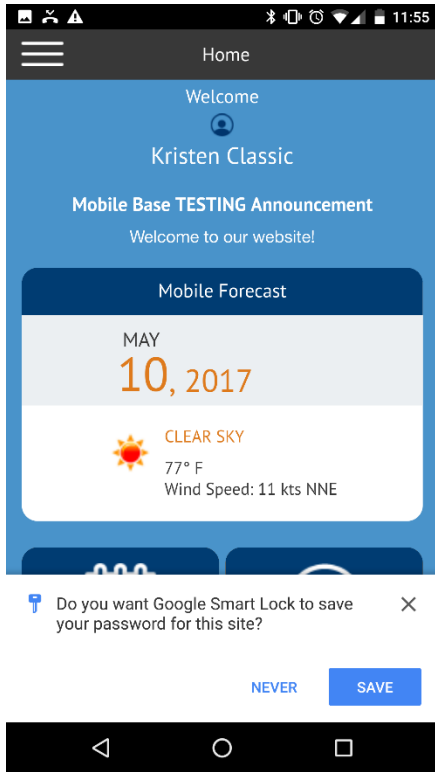 11:55
Home
Welcome
Kristen Classic
Mobile Base TESTING Announcement
Welcome to our website!
Mobile Forecast
MAY
10, 2017
CLEAR SKY
77° F
Wind Speed: 11 kts NNE
Do you want Google Smart Lock to save
your password for this site?
NEVER SAVE